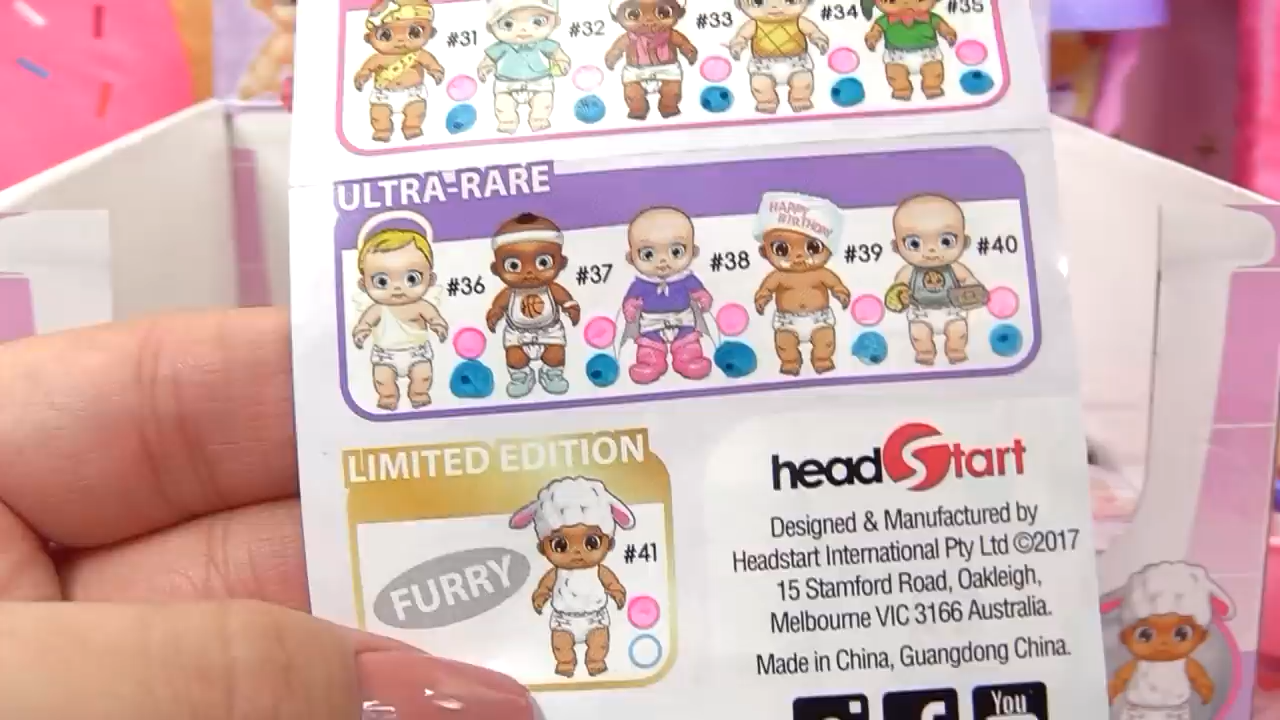 #31
#32
#33
#34
#35
ULTRA-RARE
#36
#37
#38
HAPPY
BIRTHDAY
#39
#40
LIMITED EDITION
FURRY
#41
headStart
Designed & Manufactured by
Headstart International Pty Ltd ©2017
15 Stamford Road, Oakleigh,
Melbourne VIC 3166 Australia.
Made in China, Guangdong China.
You